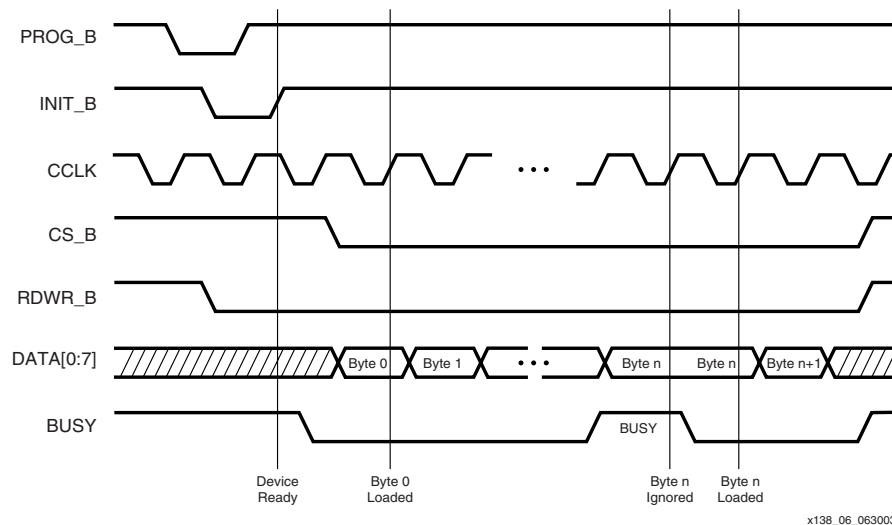 PROG_B
INIT_B
CCLK
• • •
CS_B
RDWR_B
DATA[0:7]
Byte 0 Byte 1 • • • Byte n Byte n Byte n+1
BUSY
BUSY
Device Ready
Byte 0 Loaded
Byte n Ignored
Byte n Loaded
x138_06_063003